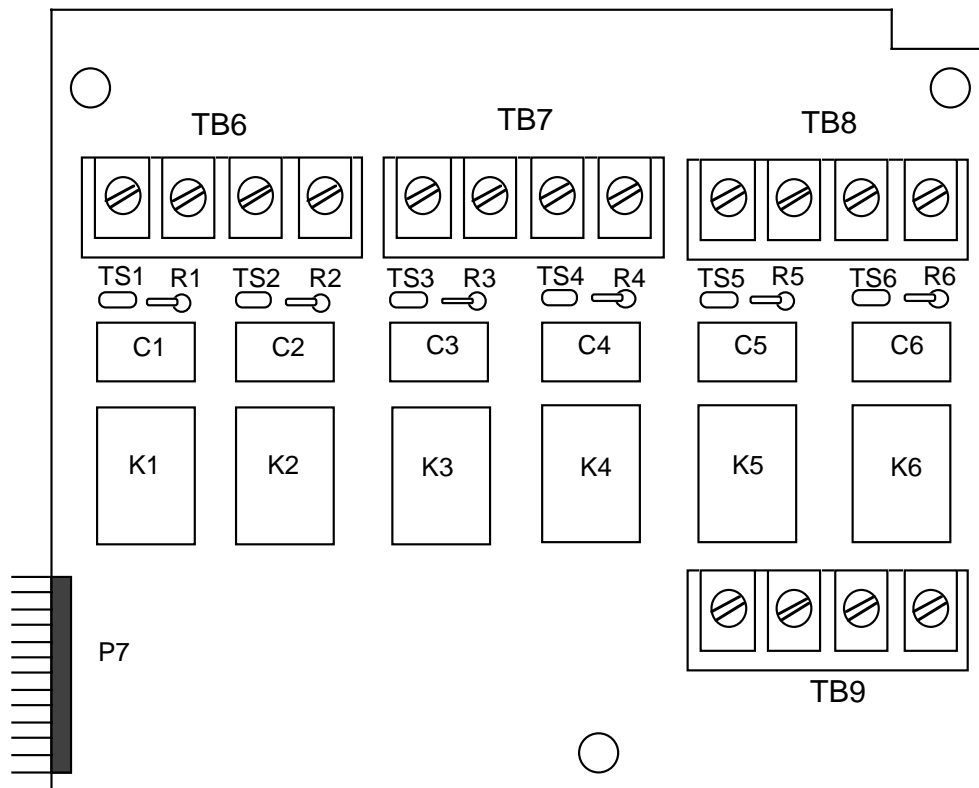 TB6 TB7 TB8
TS1 R1 TS2 R2 TS3 R3 TS4 R4 TS5 R5 TS6 R6
C1 C2 C3 C4 C5 C6
K1 K2 K3 K4 K5 K6
P7
TB9